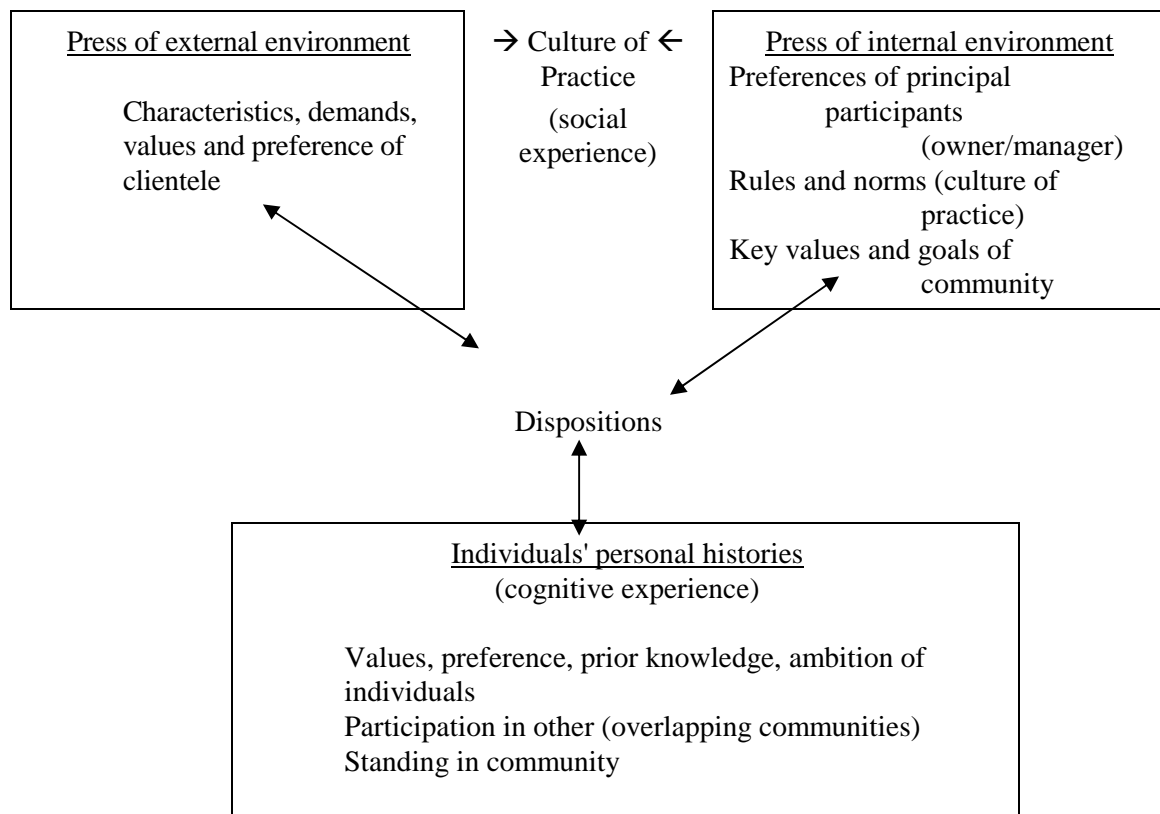 Press of external environment
Characteristics, demands,
values and preference of
clientele
→ Culture of ←
Practice
(social
experience)
Press of internal environment
Preferences of principal
participants
(owner/manager)
Rules and norms (culture of
practice)
Key values and goals of
community
Dispositions
Individuals' personal histories
(cognitive experience)
Values, preference, prior knowledge, ambition of
individuals
Participation in other (overlapping communities)
Standing in community